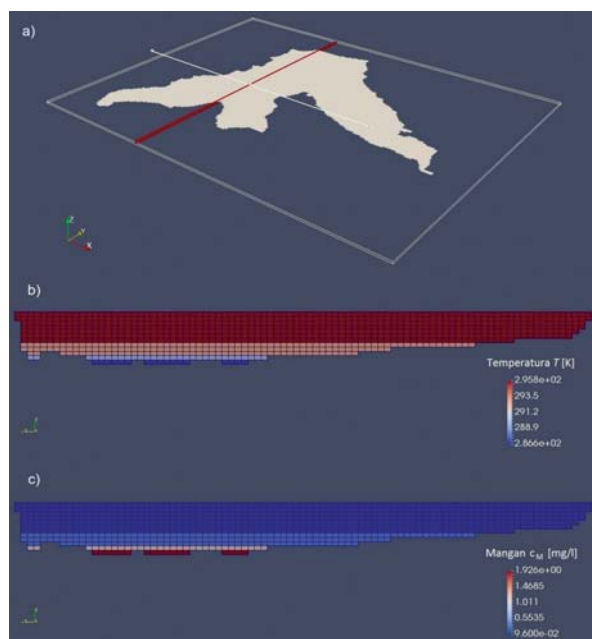 a)
Z
Y
X
b)
Temperatura T [K]
2.958e+02
293.5
291.2
288.9
2.866e+02
c)
Mangan cM [mg/l]
1.926e+00
1.4685
1.011
0.5535
9.600e-02